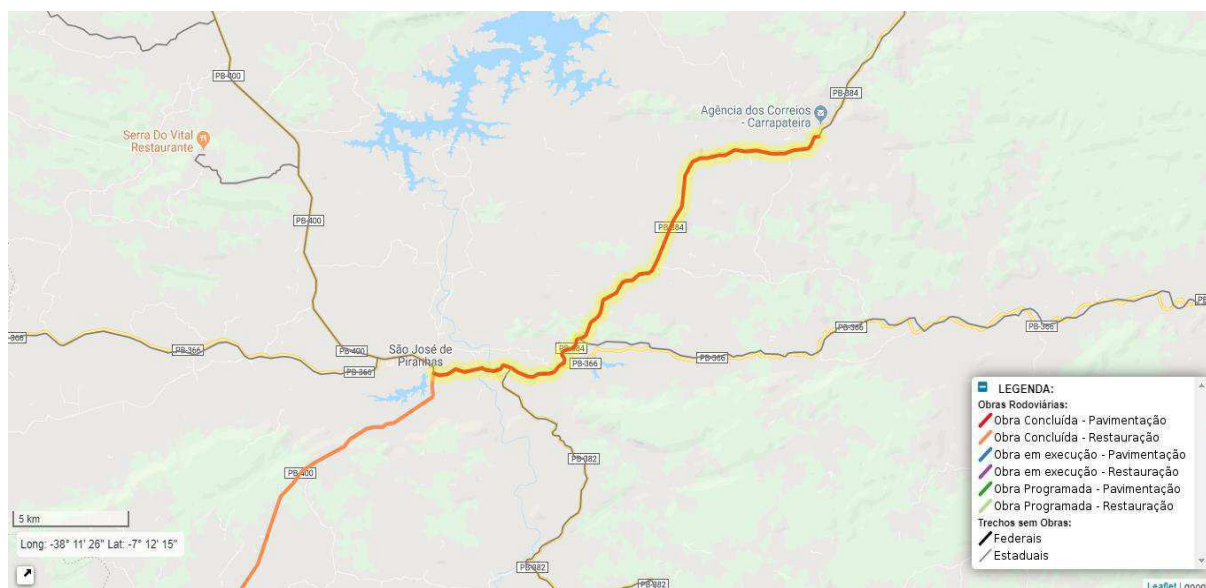 PB-400
PB-384
Agência dos Correios
- Carrapateira
Serra Do Vital
Restaurante
PB-400
PB-384
PB-366
PB-366
PB-384
PB-366
PB-400
PB-366
PB-366
PB-366
São José de
Piranhas
PB-366
PB-400
PB-382
PB-382
LEGENDA:
Obras Rodoviárias:
Obra Concluída - Pavimentação
Obra Concluída - Restauração
Obra em execução - Pavimentação
Obra em execução - Restauração
Obra Programada - Pavimentação
Obra Programada - Restauração
Trechos sem Obras:
Federais
Estaduais
5 km
Long: -38° 11' 26" Lat: -7° 12' 15"
Leaflet |